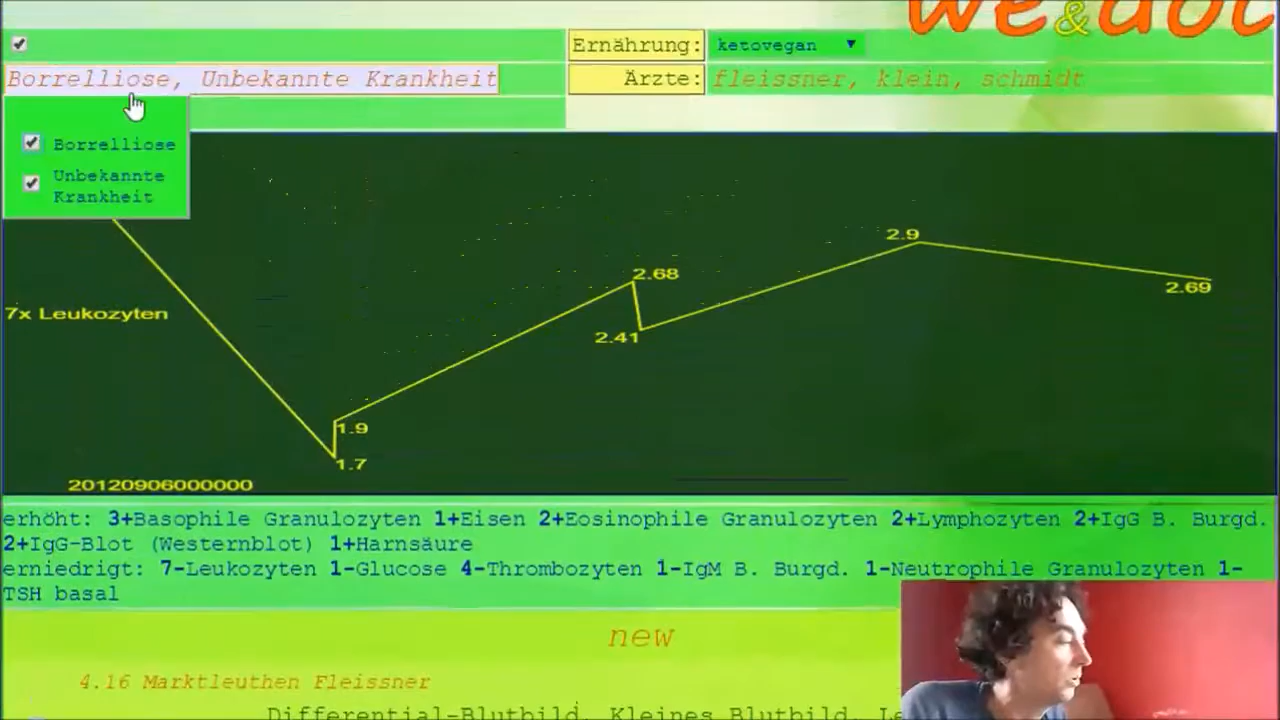 we&dot
Ernährung: ketovegan
Borrelliose, Unbekannte Krankheit
Ärzte: fleissner, klein, schmidt
Borrelliose
Unbekannte
Krankheit
2.9
2.68
2.69
7x Leukozyten
2.41
1.9
1.7
20120906000000
erhöht: 3+Basophile Granulozyten 1+Eisen 2+Eosinophile Granulozyten 2+Lymphozyten 2+IgG B. Burgd.
2+IgG-Blot (Westernblot) 1+Harnsäure
erniedrigt: 7-Leukozyten 1-Glucose 4-Thrombozyten 1-IgM B. Burgd. 1-Neutrophile Granulozyten 1-
TSH basal
new
4.16 Marktleuthen Fleissner
Differential-Blutbild, Kleines Blutbild,